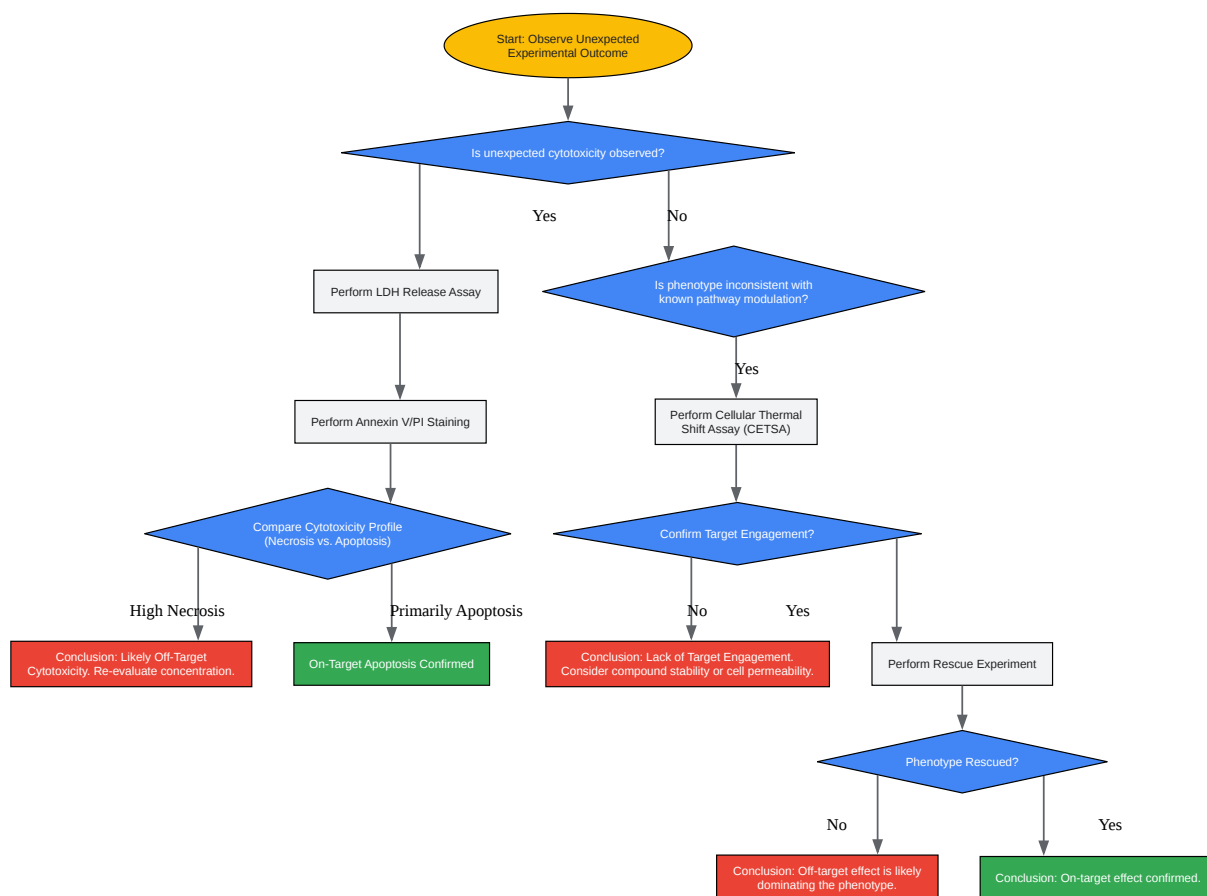 Start: Observe Unexpected
Experimental Outcome
Is unexpected cytotoxicity observed?
Yes
No
Perform LDH Release Assay
Is phenotype inconsistent with
known pathway modulation?
Yes
Perform Annexin V/PI Staining
Perform Cellular Thermal
Shift Assay (CETSA)
Compare Cytotoxicity Profile
(Necrosis vs. Apoptosis)
Confirm Target Engagement?
High Necrosis
Primarily Apoptosis
No
Yes
Conclusion: Likely Off-Target
Cytotoxicity. Re-evaluate concentration.
On-Target Apoptosis Confirmed
Conclusion: Lack of Target Engagement.
Consider compound stability or cell permeability.
Perform Rescue Experiment
Phenotype Rescued?
No
Yes
Conclusion: Off-target effect is likely
dominating the phenotype.
Conclusion: On-target effect confirmed.